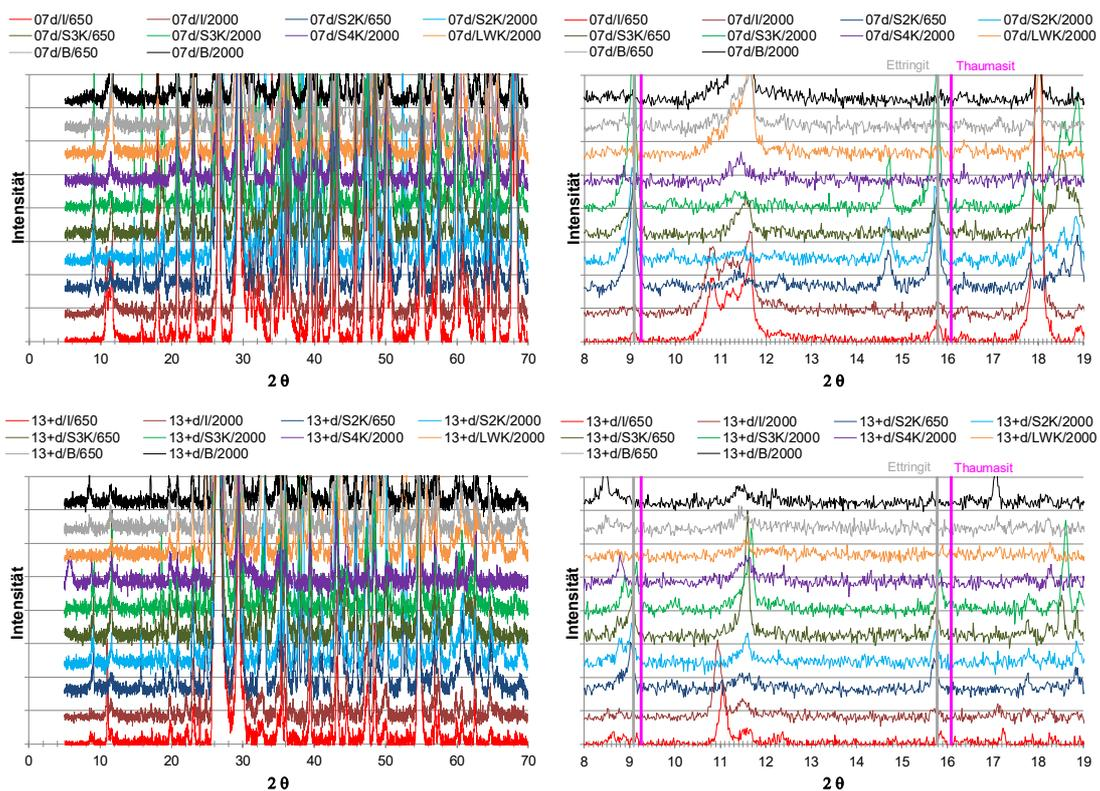 07d/I/650 07d/I/2000 07d/S2K/650 07d/S2K/2000
07d/S3K/650 07d/S3K/2000 07d/S4K/2000 07d/LWK/2000
07d/B/650 07d/B/2000
Intensität
0 10 20 30 40 50 60 70
2 θ
07d/I/650 07d/I/2000 07d/S2K/650 07d/S2K/2000
07d/S3K/650 07d/S3K/2000 07d/S4K/2000 07d/LWK/2000
07d/B/650 07d/B/2000
Ettringit Thaumasit
Intensität
8 9 10 11 12 13 14 15 16 17 18 19
2 θ
13+d/I/650 13+d/I/2000 13+d/S2K/650 13+d/S2K/2000
13+d/S3K/650 13+d/S3K/2000 13+d/S4K/2000 13+d/LWK/2000
13+d/B/650 13+d/B/2000
Intensität
0 10 20 30 40 50 60 70
2 θ
13+d/I/650 13+d/I/2000 13+d/S2K/650 13+d/S2K/2000
13+d/S3K/650 13+d/S3K/2000 13+d/S4K/2000 13+d/LWK/2000
13+d/B/650 13+d/B/2000
Ettringit Thaumasit
Intensität
8 9 10 11 12 13 14 15 16 17 18 19
2 θ